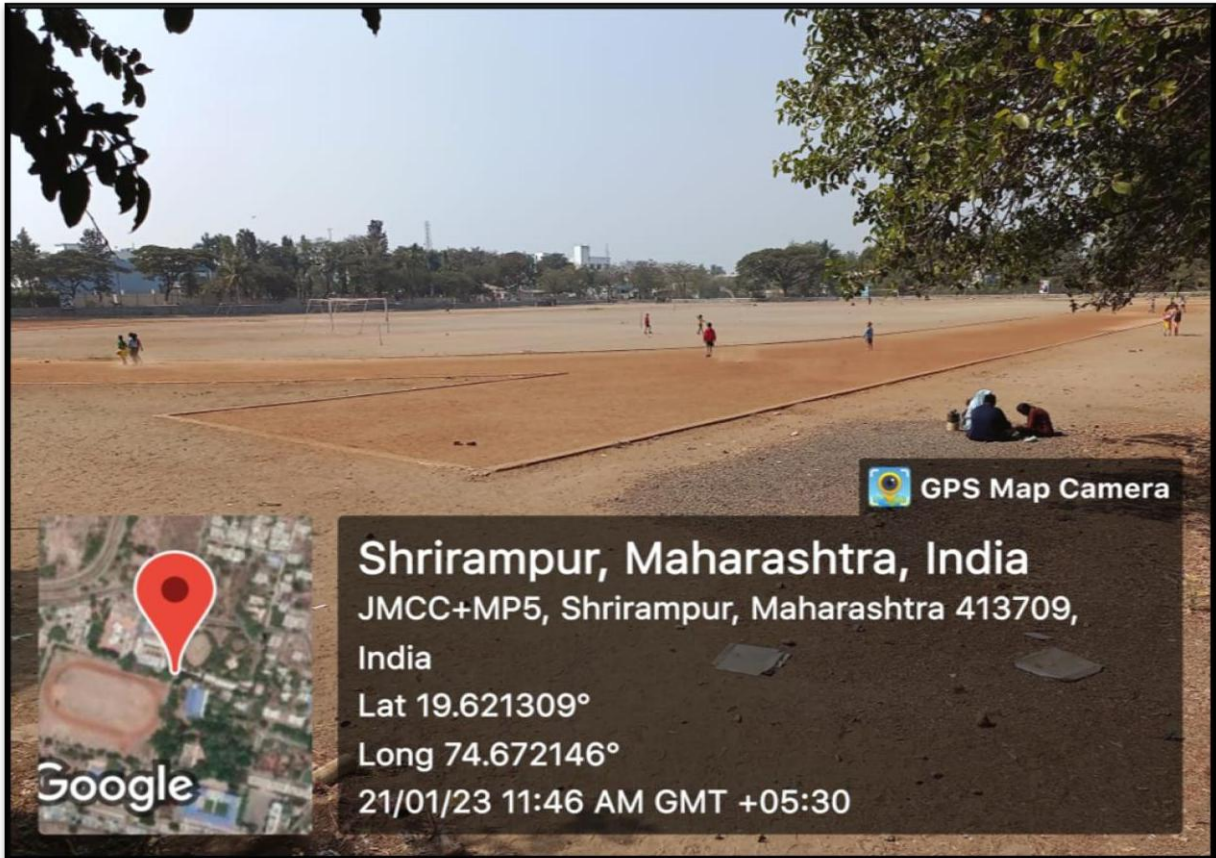 GPS Map Camera
Shrirampur, Maharashtra, India
JMCC+MP5, Shrirampur, Maharashtra 413709,
India
Lat 19.621309°
Long 74.672146°
21/01/23 11:46 AM GMT +05:30
Google